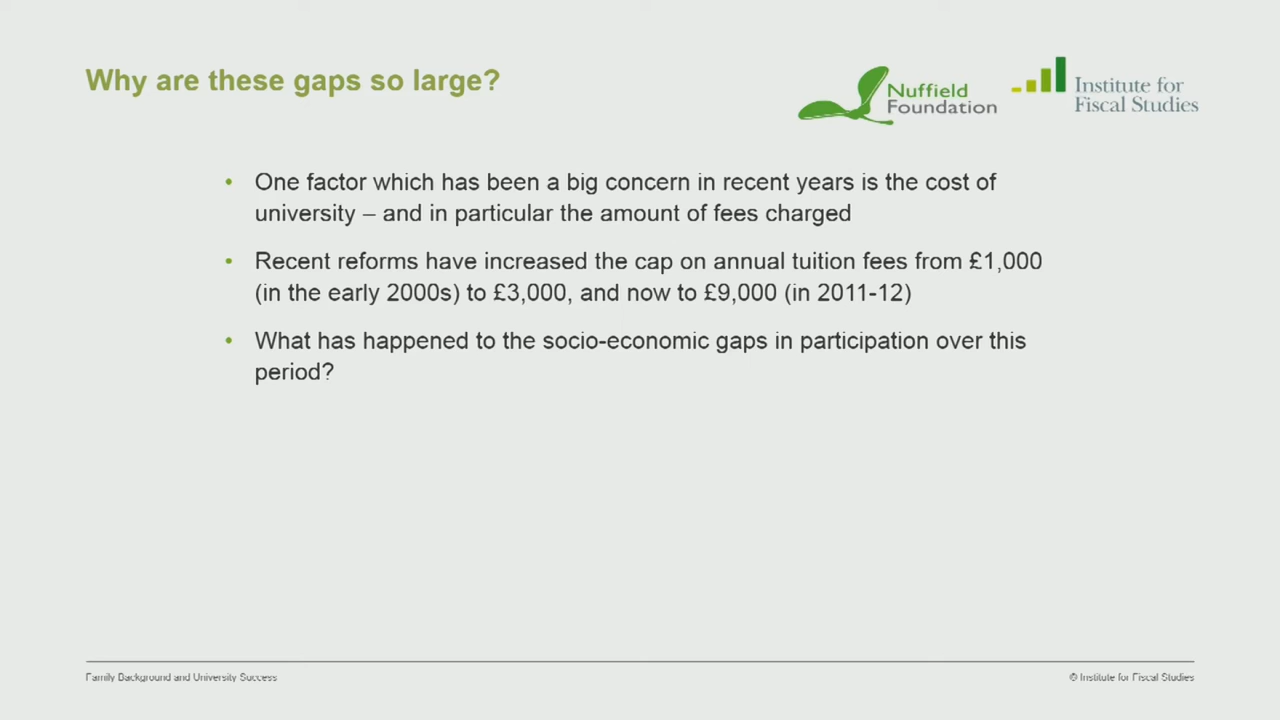 Why are these gaps so large?
Nuffield
Foundation
Institute for
Fiscal Studies
• One factor which has been a big concern in recent years is the cost of
university – and in particular the amount of fees charged
• Recent reforms have increased the cap on annual tuition fees from £1,000
(in the early 2000s) to £3,000, and now to £9,000 (in 2011-12)
• What has happened to the socio-economic gaps in participation over this
period?
Family Background and University Success
© Institute for Fiscal Studies